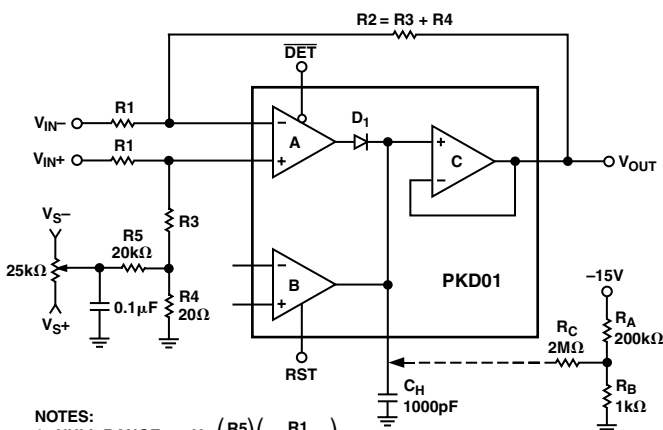 R2 = R3 + R4
DET
VIN–
R1
VIN+
R1
–
+
A
D1
+
–
C
VOUT
VS–
R3
R5
20kΩ
25kΩ
0.1μF
R4
20Ω
VS+
–
+
B
PKD01
RST
CH
1000pF
RC
2MΩ
–15V
RA
200kΩ
RB
1kΩ
NOTES: